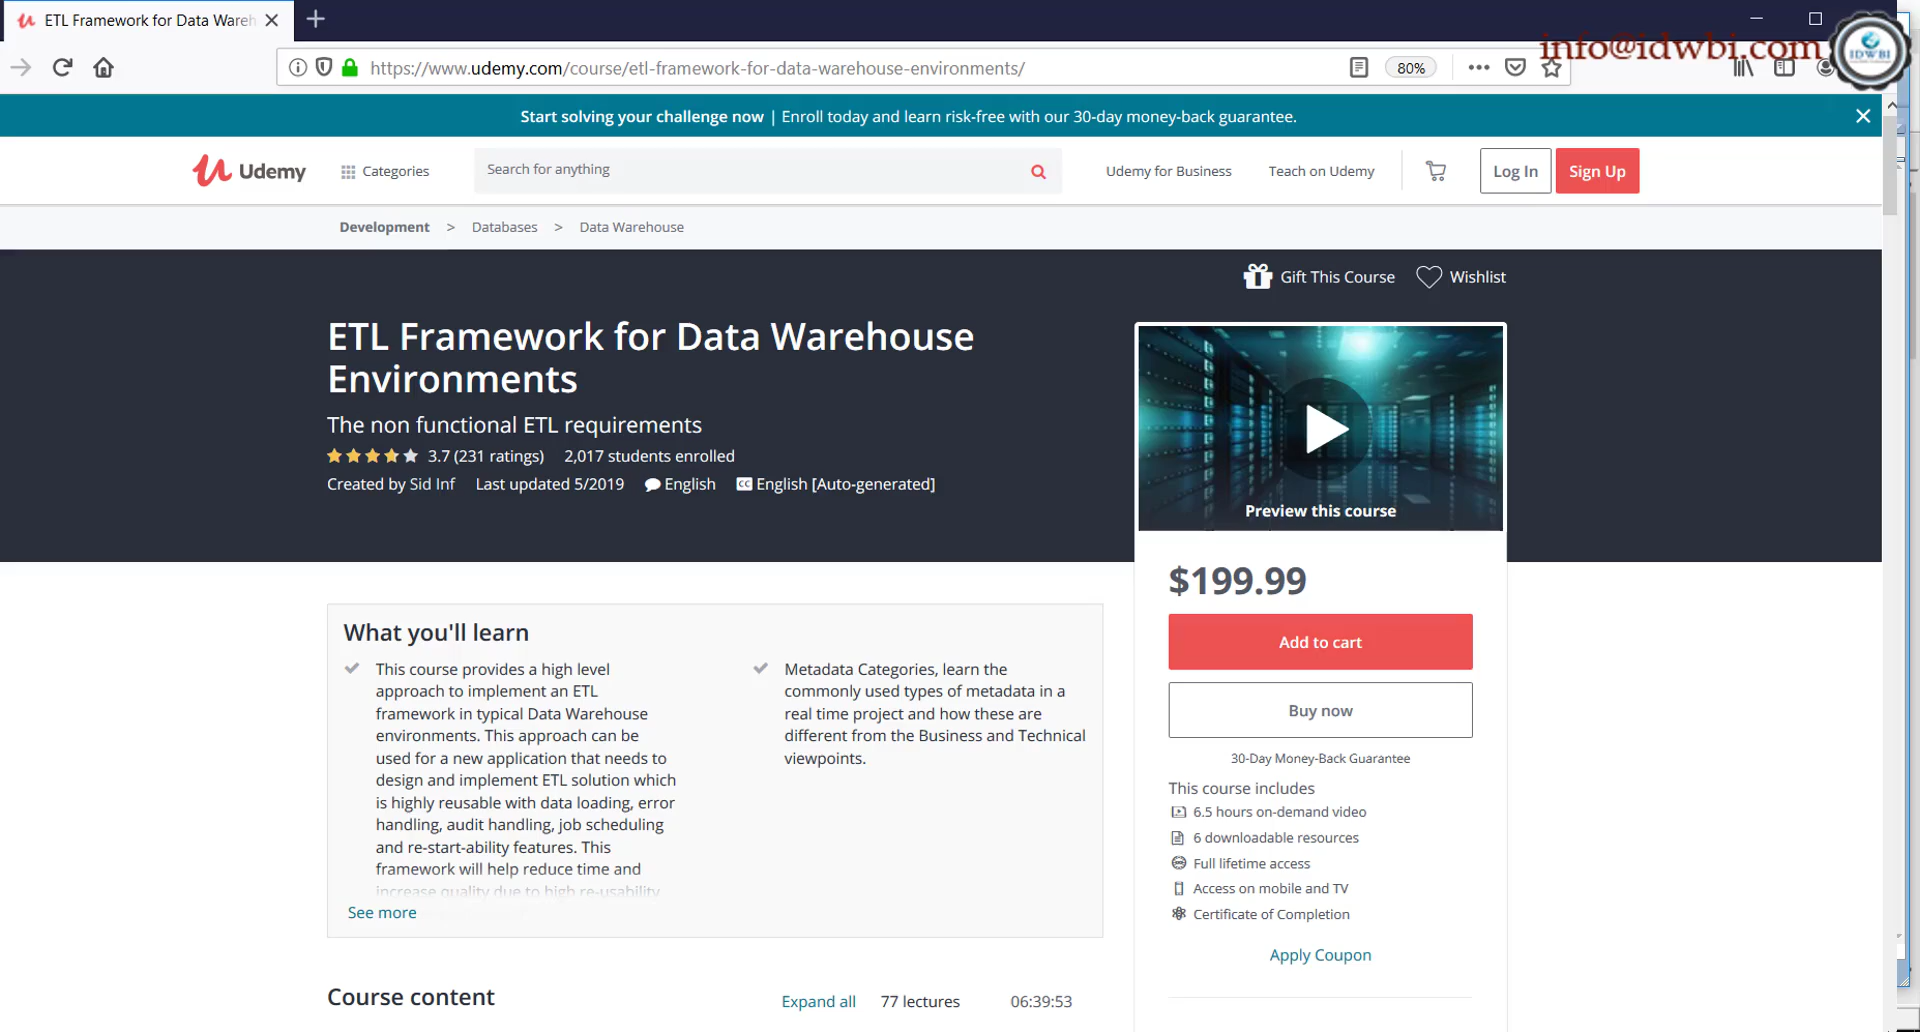 ETL Framework for Data Wareh
https://www.udemy.com/course/etl-framework-for-data-warehouse-environments/
80%
info@idwbi.com
IDWBI
Start solving your challenge now | Enroll today and learn risk-free with our 30-day money-back guarantee.
Udemy
Categories
Search for anything
Udemy for Business
Teach on Udemy
Log In
Sign Up
Development > Databases > Data Warehouse
Gift This Course
Wishlist
ETL Framework for Data Warehouse
Environments
The non functional ETL requirements
3.7 (231 ratings) 2,017 students enrolled
Created by Sid Inf Last updated 5/2019 English CC English [Auto-generated]
Preview this course
$199.99
Add to cart
Buy now
30-Day Money-Back Guarantee
This course includes
6.5 hours on-demand video
6 downloadable resources
Full lifetime access
Access on mobile and TV
Certificate of Completion
Apply Coupon
What you'll learn
This course provides a high level
approach to implement an ETL
framework in typical Data Warehouse
environments. This approach can be
used for a new application that needs to
design and implement ETL solution which
is highly reusable with data loading, error
handling, audit handling, job scheduling
and re-start-ability features. This
framework will help reduce time and
increase quality due to high re-usability
See more
Metadata Categories, learn the
commonly used types of metadata in a
real time project and how these are
different from the Business and Technical
viewpoints.
Course content
Expand all
77 lectures
06:39:53